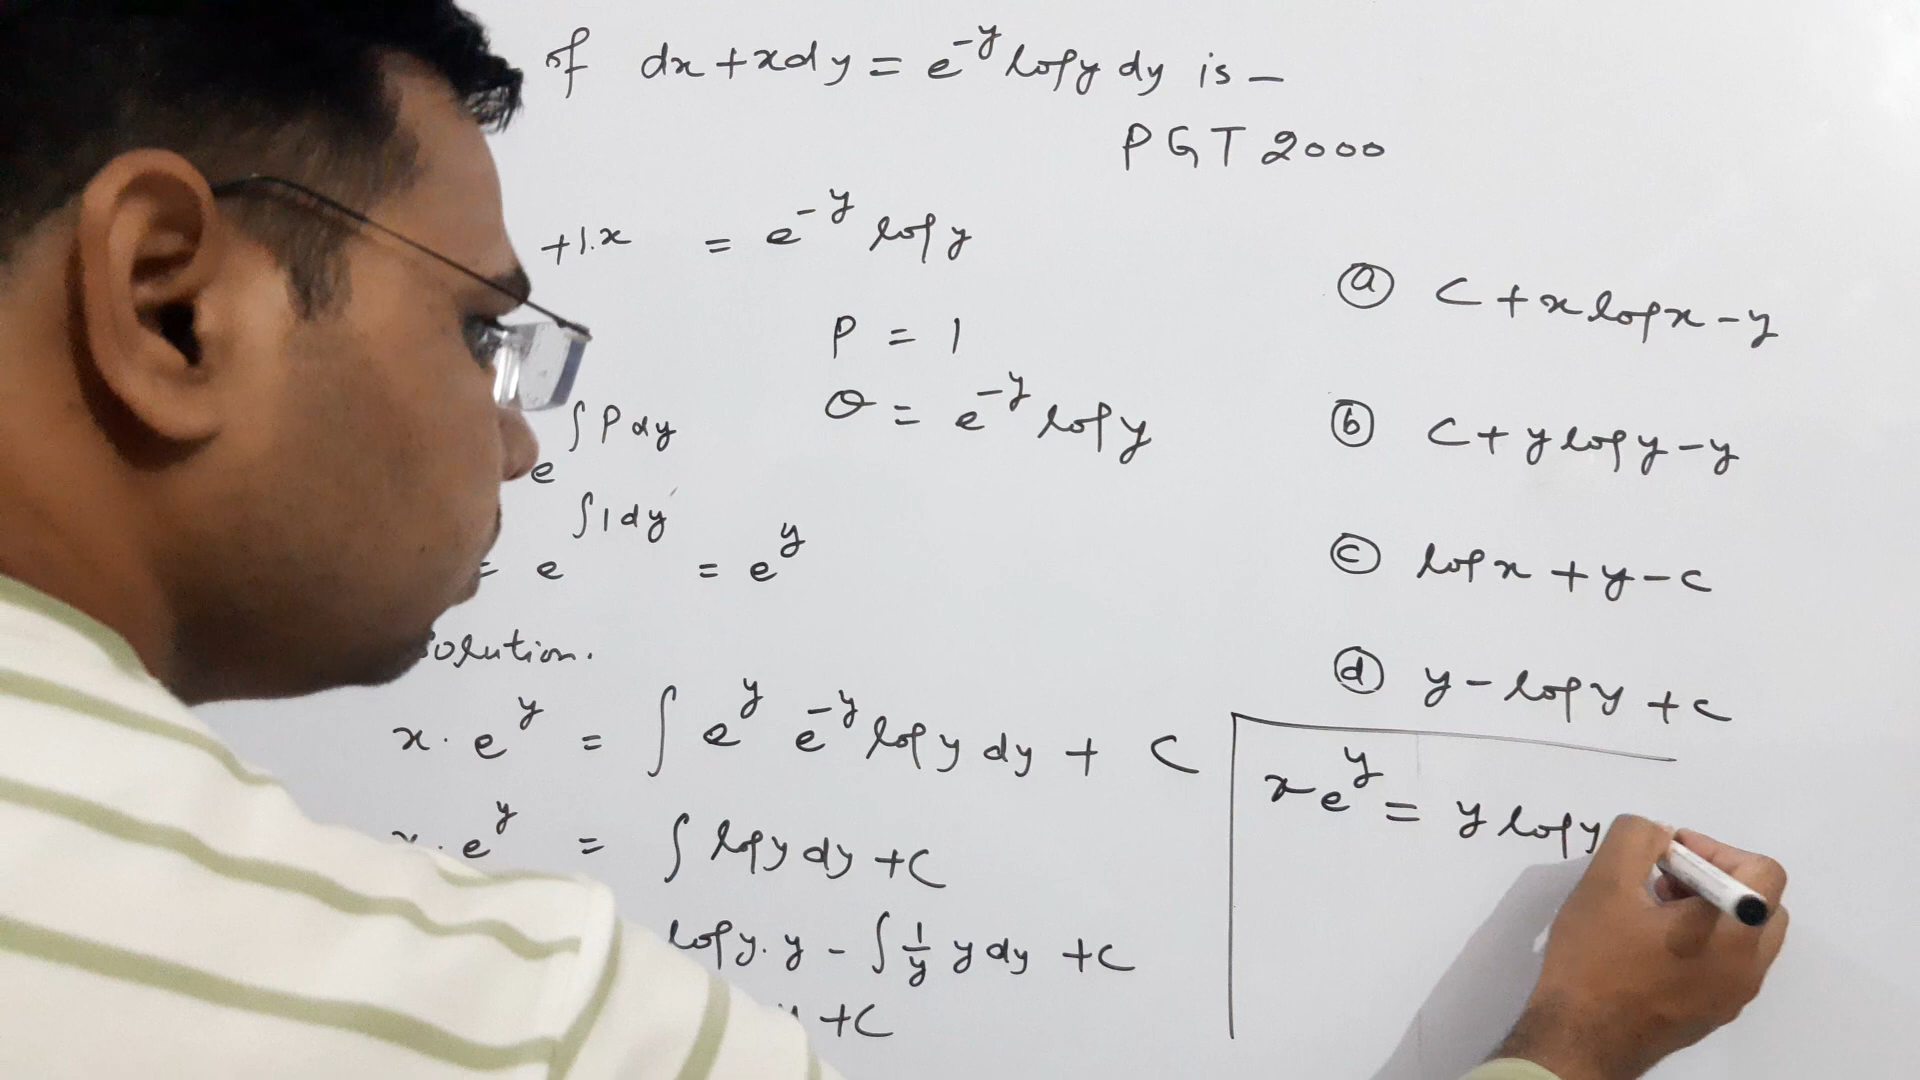 of dx + xdy = e^-y log y dy is —
PGT 2000
+ 1.x = e^-y log y
P = 1
Q = e^-y log y
e^∫P dy
= e^∫1 dy = e^y
Solution.
x. e^y = ∫ e^y e^-y log y dy + C
x. e^y = ∫ log y dy + C
log y. y - ∫ 1/y y dy + C
+ C
(a) C + x log x - y
(b) C + y log y - y
(c) log x + y - C
(d) y - log y + C
x e^y = y log y